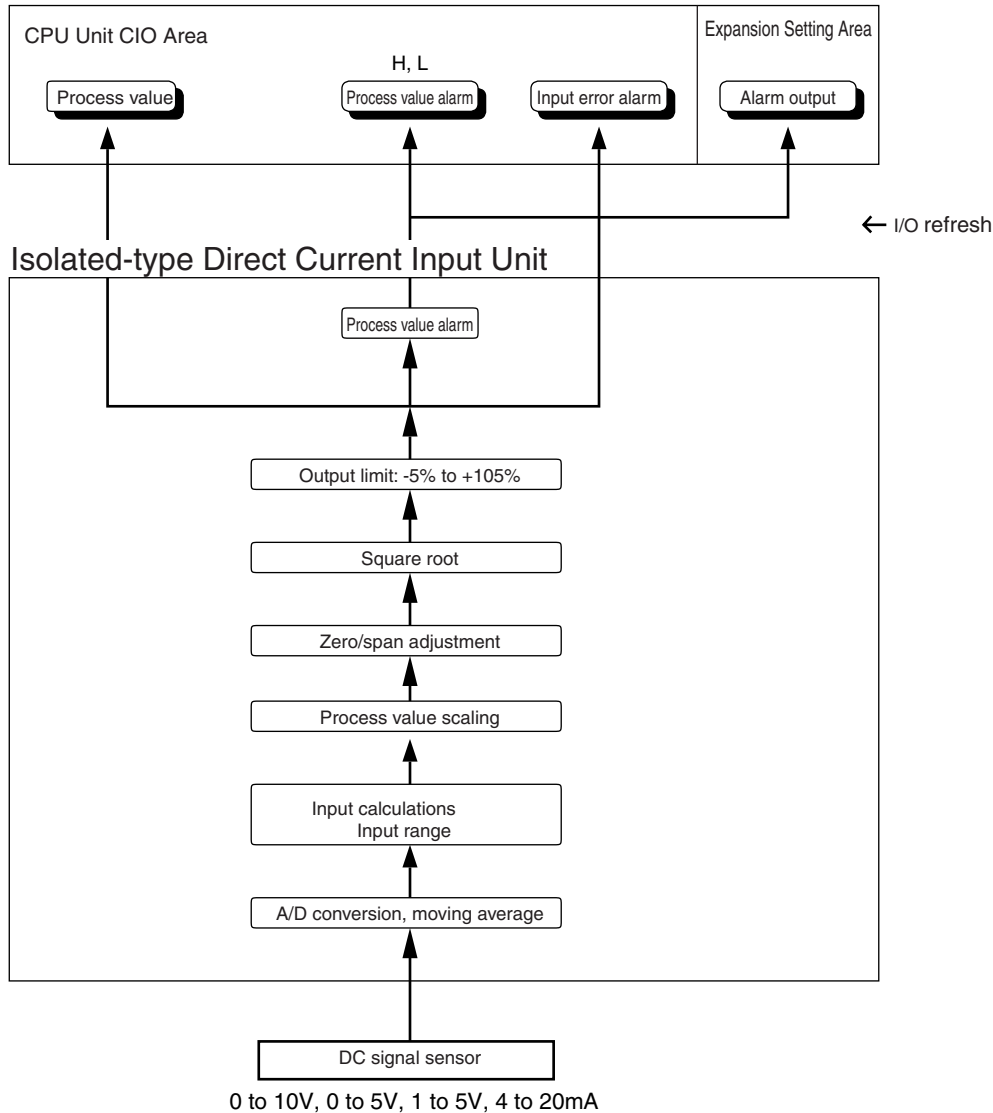 CPU Unit CIO Area
Expansion Setting Area
H, L
Process value
Process value alarm
Input error alarm
Alarm output
I/O refresh
Isolated-type Direct Current Input Unit
Process value alarm
Output limit: -5% to +105%
Square root
Zero/span adjustment
Process value scaling
Input calculations
Input range
A/D conversion, moving average
DC signal sensor
0 to 10V, 0 to 5V, 1 to 5V, 4 to 20mA